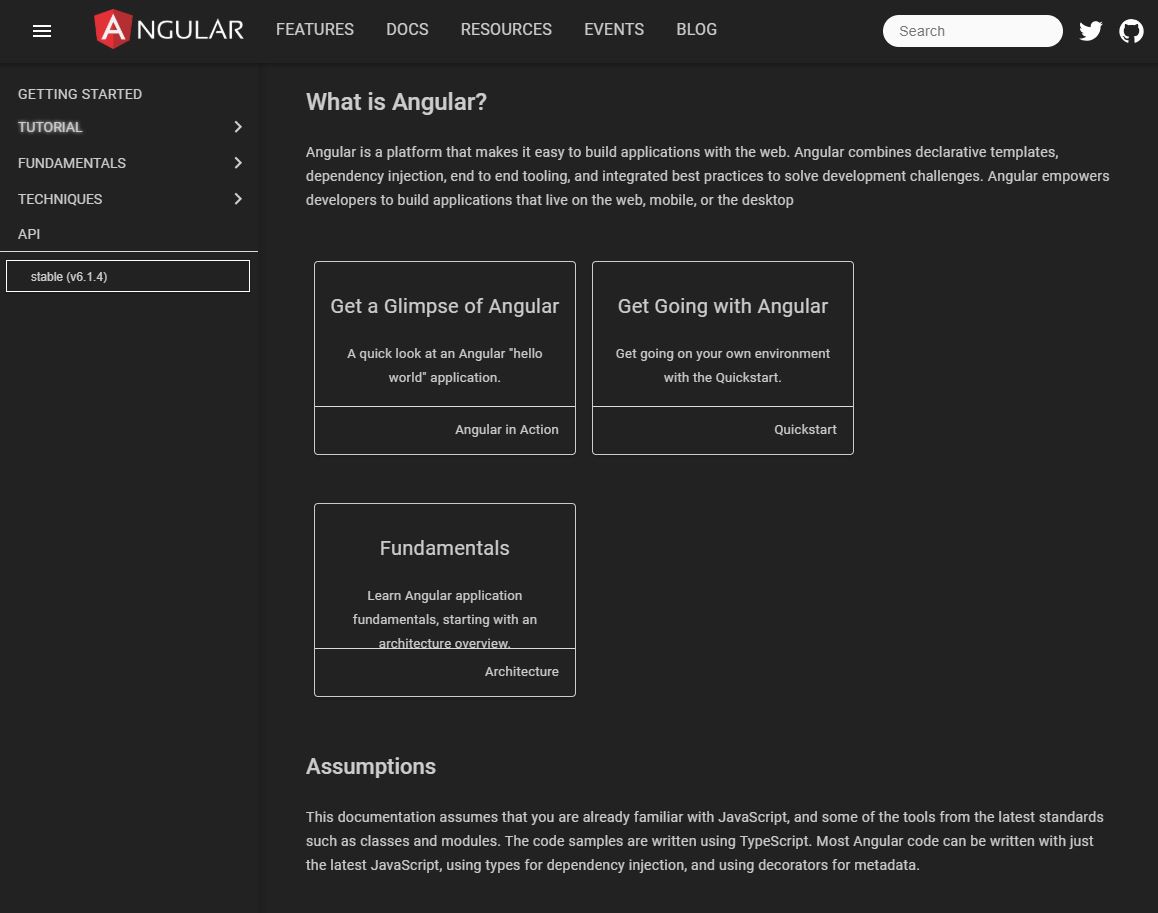 ANGULAR FEATURES DOCS RESOURCES EVENTS BLOG Search
GETTING STARTED
TUTORIAL
FUNDAMENTALS
TECHNIQUES
API
stable (v6.1.4)
What is Angular?
Angular is a platform that makes it easy to build applications with the web. Angular combines declarative templates,
dependency injection, end to end tooling, and integrated best practices to solve development challenges. Angular empowers
developers to build applications that live on the web, mobile, or the desktop
Get a Glimpse of Angular
A quick look at an Angular "hello
world" application.
Angular in Action
Get Going with Angular
Get going on your own environment
with the Quickstart.
Quickstart
Fundamentals
Learn Angular application
fundamentals, starting with an
architecture overview.
Architecture
Assumptions
This documentation assumes that you are already familiar with JavaScript, and some of the tools from the latest standards
such as classes and modules. The code samples are written using TypeScript. Most Angular code can be written with just
the latest JavaScript, using types for dependency injection, and using decorators for metadata.